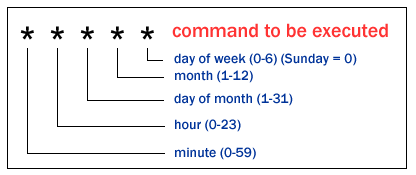 * * * * * command to be executed
day of week (0-6) (Sunday = 0)
month (1-12)
day of month (1-31)
hour (0-23)
minute (0-59)